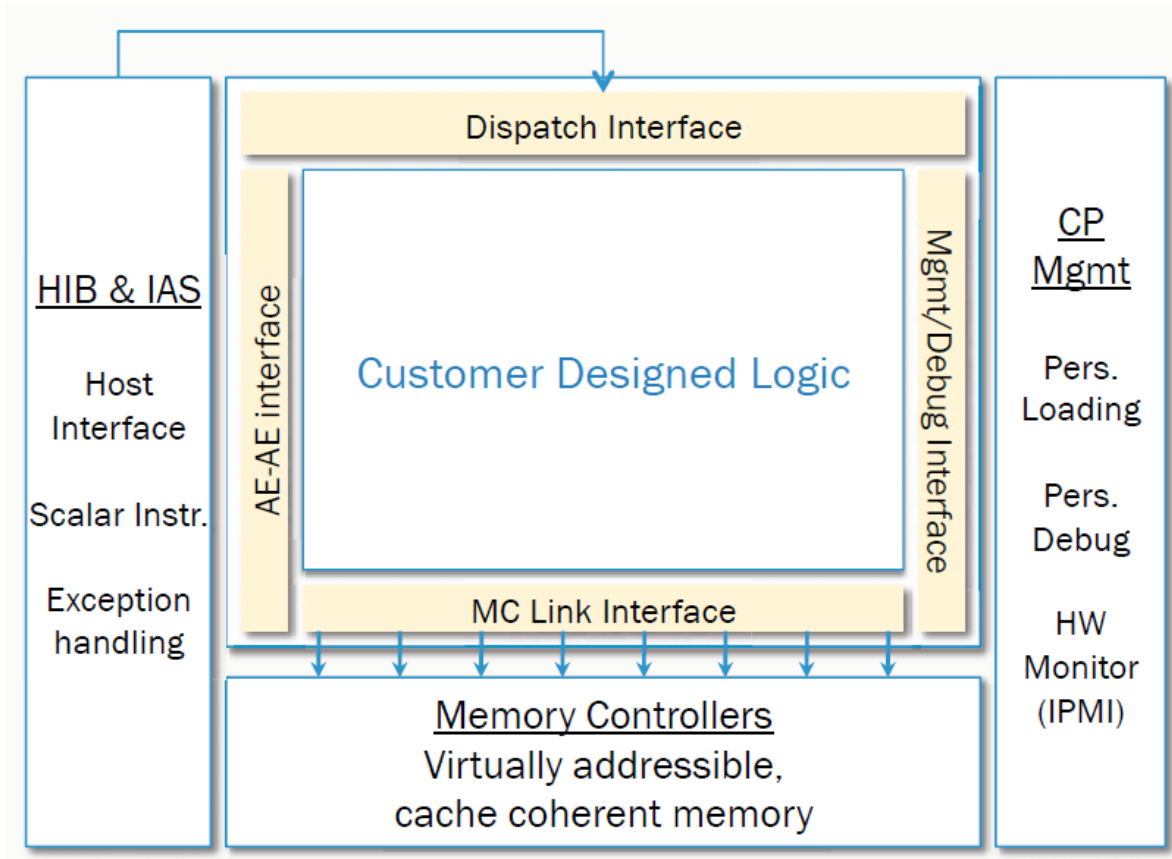 Dispatch Interface
HIB & IAS
Host
Interface
Scalar Instr.
Exception
handling
AE-AE interface
Customer Designed Logic
Mgmt/Debug Interface
MC Link Interface
Memory Controllers
Virtually addressible,
cache coherent memory
CP
Mgmt
Pers.
Loading
Pers.
Debug
HW
Monitor
(IPMI)